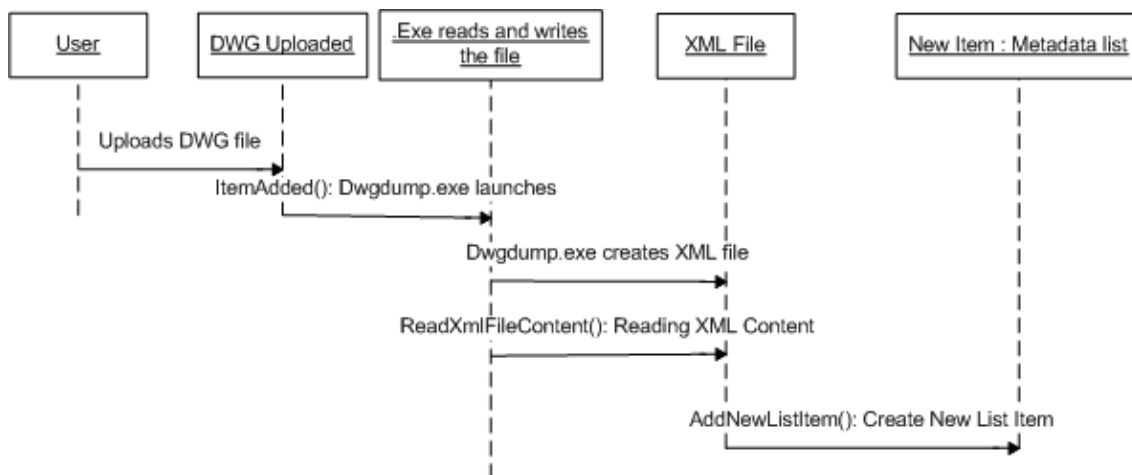 User
DWG Uploaded
.Exe reads and writes
the file
XML File
New Item : Metadata list
Uploads DWG file
ItemAdded(): Dwgdump.exe launches
Dwgdump.exe creates XML file
ReadXmlFileContent(): Reading XML Content
AddNewListItem(): Create New List Item